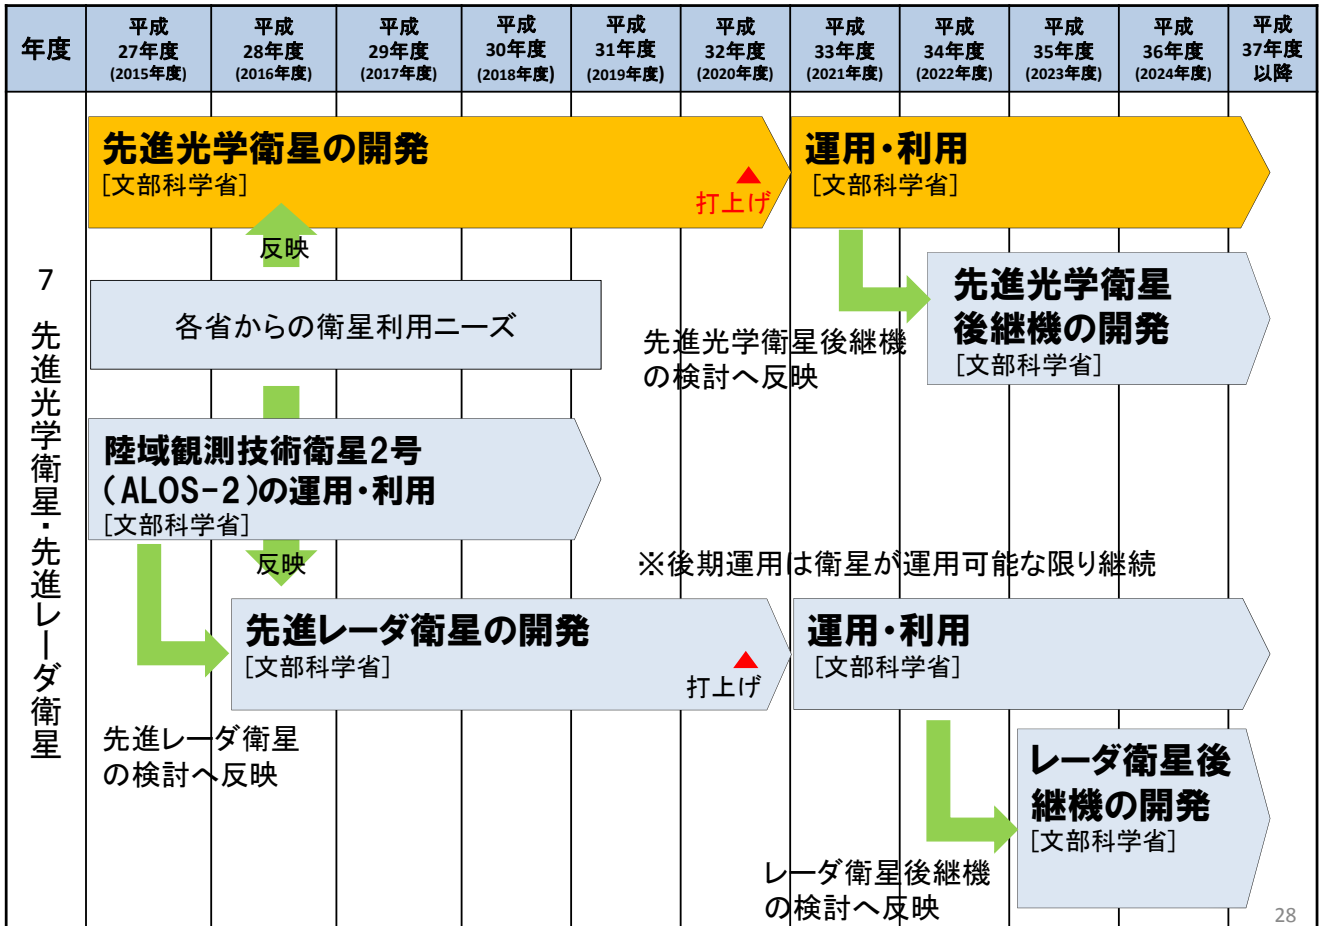 年度
平成
27年度
(2015年度)
平成
28年度
(2016年度)
平成
29年度
(2017年度)
平成
30年度
(2018年度)
平成
31年度
(2019年度)
平成
32年度
(2020年度)
平成
33年度
(2021年度)
平成
34年度
(2022年度)
平成
35年度
(2023年度)
平成
36年度
(2024年度)
平成
37年度
以降
7 先進光学衛星・先進レーダ衛星
先進光学衛星の開発
[文部科学省]
打上げ
運用・利用
[文部科学省]
反映
各省からの衛星利用ニーズ
先進光学衛星後継機
の検討へ反映
先進光学衛星
後継機の開発
[文部科学省]
陸域観測技術衛星2号
(ALOS-2)の運用・利用
[文部科学省]
反映
※後期運用は衛星が運用可能な限り継続
先進レーダ衛星の開発
[文部科学省]
打上げ
運用・利用
[文部科学省]
先進レーダ衛星
の検討へ反映
レーダ衛星後
継機の開発
[文部科学省]
レーダ衛星後継機
の検討へ反映
28